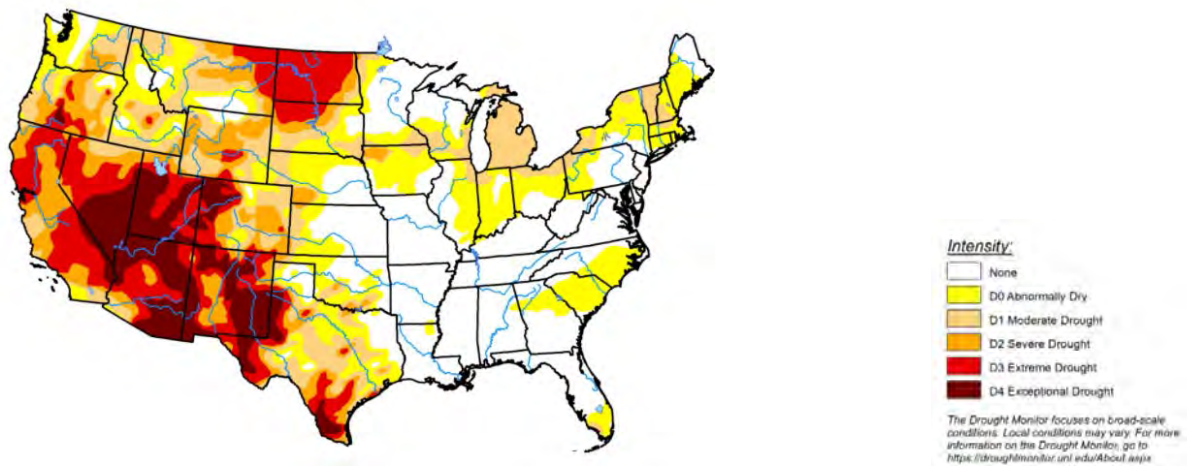 Intensity:
None
D0 Abnormally Dry
D1 Moderate Drought
D2 Severe Drought
D3 Extreme Drought
D4 Exceptional Drought
The Drought Monitor focuses on broad-scale
conditions. Local conditions may vary. For more
information on the Drought Monitor, go to
https://droughtmonitor.unl.edu/About.aspx